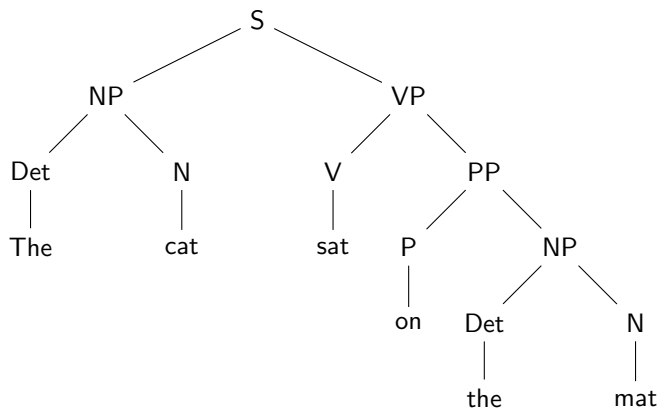 S
NP VP
Det N V PP
The cat sat P NP
on Det N
the mat